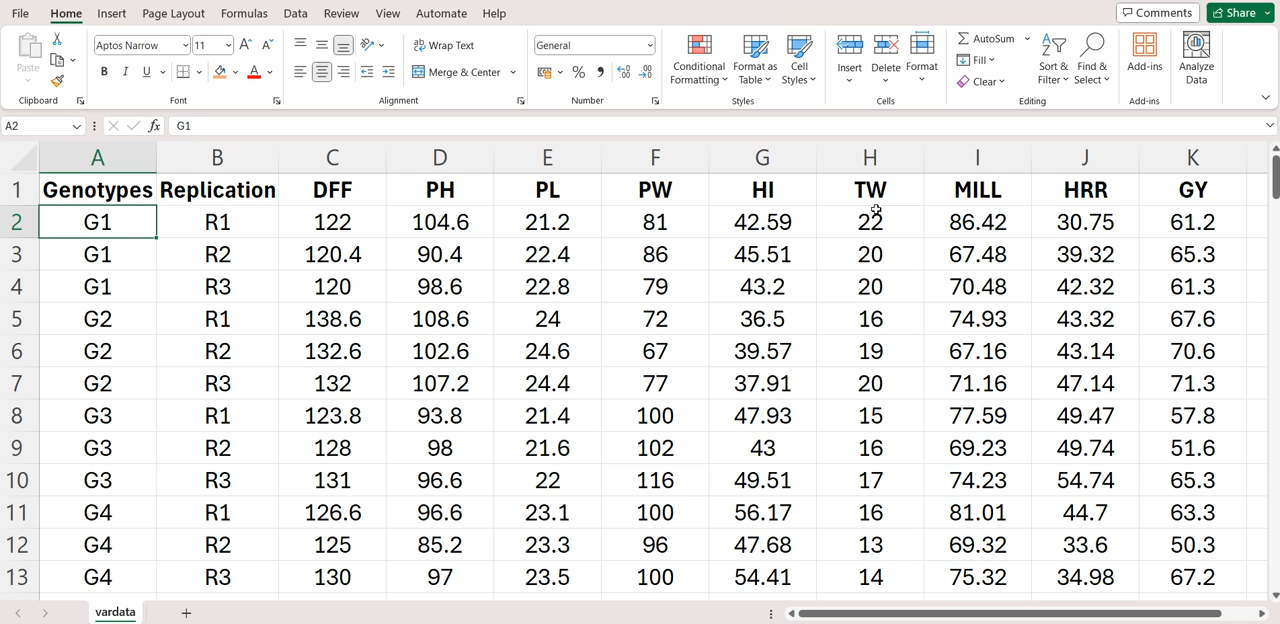 File Home Insert Page Layout Formulas Data Review View Automate Help Comments Share
Paste Aptos Narrow 11 A A Wrap Text General AutoSum
B I U A Merge & Center % 9 Conditional Formatting Format as Table Cell Styles Insert Delete Format Fill Clear Sort & Filter Find & Select Add-ins Analyze Data
Clipboard Font Alignment Number Styles Cells Editing Add-ins
A2 fx G1
A B C D E F G H I J K
1 Genotypes Replication DFF PH PL PW HI TW MILL HRR GY
2 G1 R1 122 104.6 21.2 81 42.59 22 86.42 30.75 61.2
3 G1 R2 120.4 90.4 22.4 86 45.51 20 67.48 39.32 65.3
4 G1 R3 120 98.6 22.8 79 43.2 20 70.48 42.32 61.3
5 G2 R1 138.6 108.6 24 72 36.5 16 74.93 43.32 67.6
6 G2 R2 132.6 102.6 24.6 67 39.57 19 67.16 43.14 70.6
7 G2 R3 132 107.2 24.4 77 37.91 20 71.16 47.14 71.3
8 G3 R1 123.8 93.8 21.4 100 47.93 15 77.59 49.47 57.8
9 G3 R2 128 98 21.6 102 43 16 69.23 49.74 51.6
10 G3 R3 131 96.6 22 116 49.51 17 74.23 54.74 65.3
11 G4 R1 126.6 96.6 23.1 100 56.17 16 81.01 44.7 63.3
12 G4 R2 125 85.2 23.3 96 47.68 13 69.32 33.6 50.3
13 G4 R3 130 97 23.5 100 54.41 14 75.32 34.98 67.2
vardata